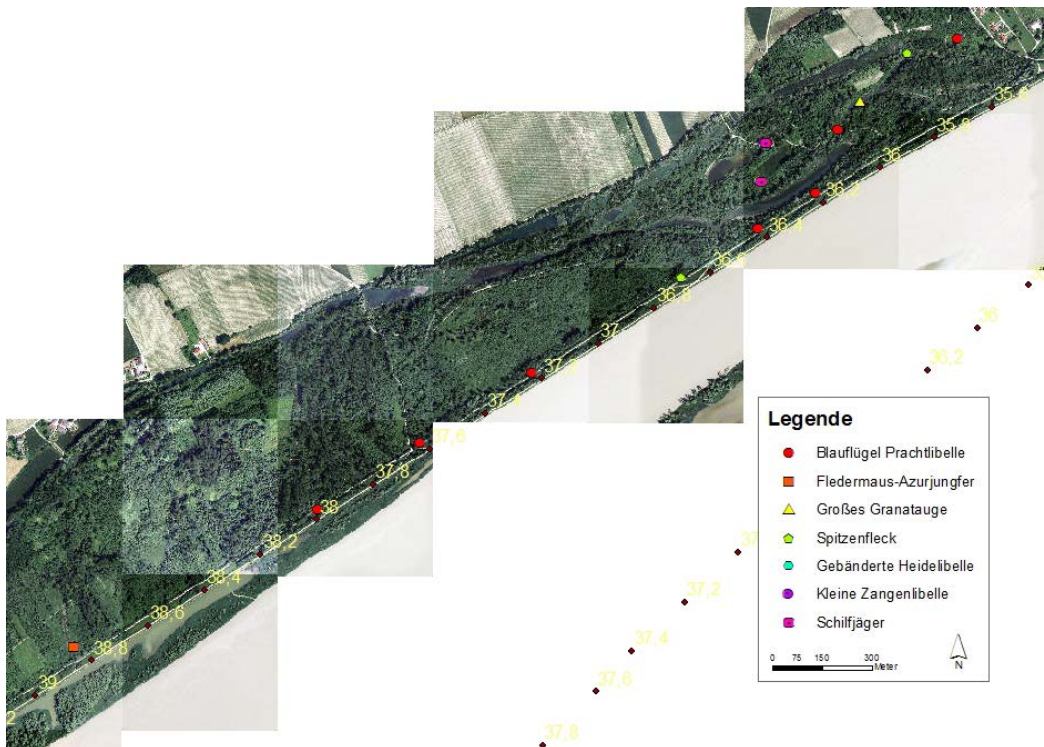 35,6
35,8
36
36,2
36,4
36,6
36,8
37
37,2
37,4
37,6
37,8
38
38,2
38,4
38,6
38,8
39
2
36
36,2
37,2
37,4
37,6
37,8
Legende
Blauflügel Prachtlibelle
Fledermaus-Azurjungfer
Großes Granatauge
Spitzenfleck
Gebänderte Heidelibelle
Kleine Zangenlibelle
Schilfjäger
0 75 150 300
Meter
N